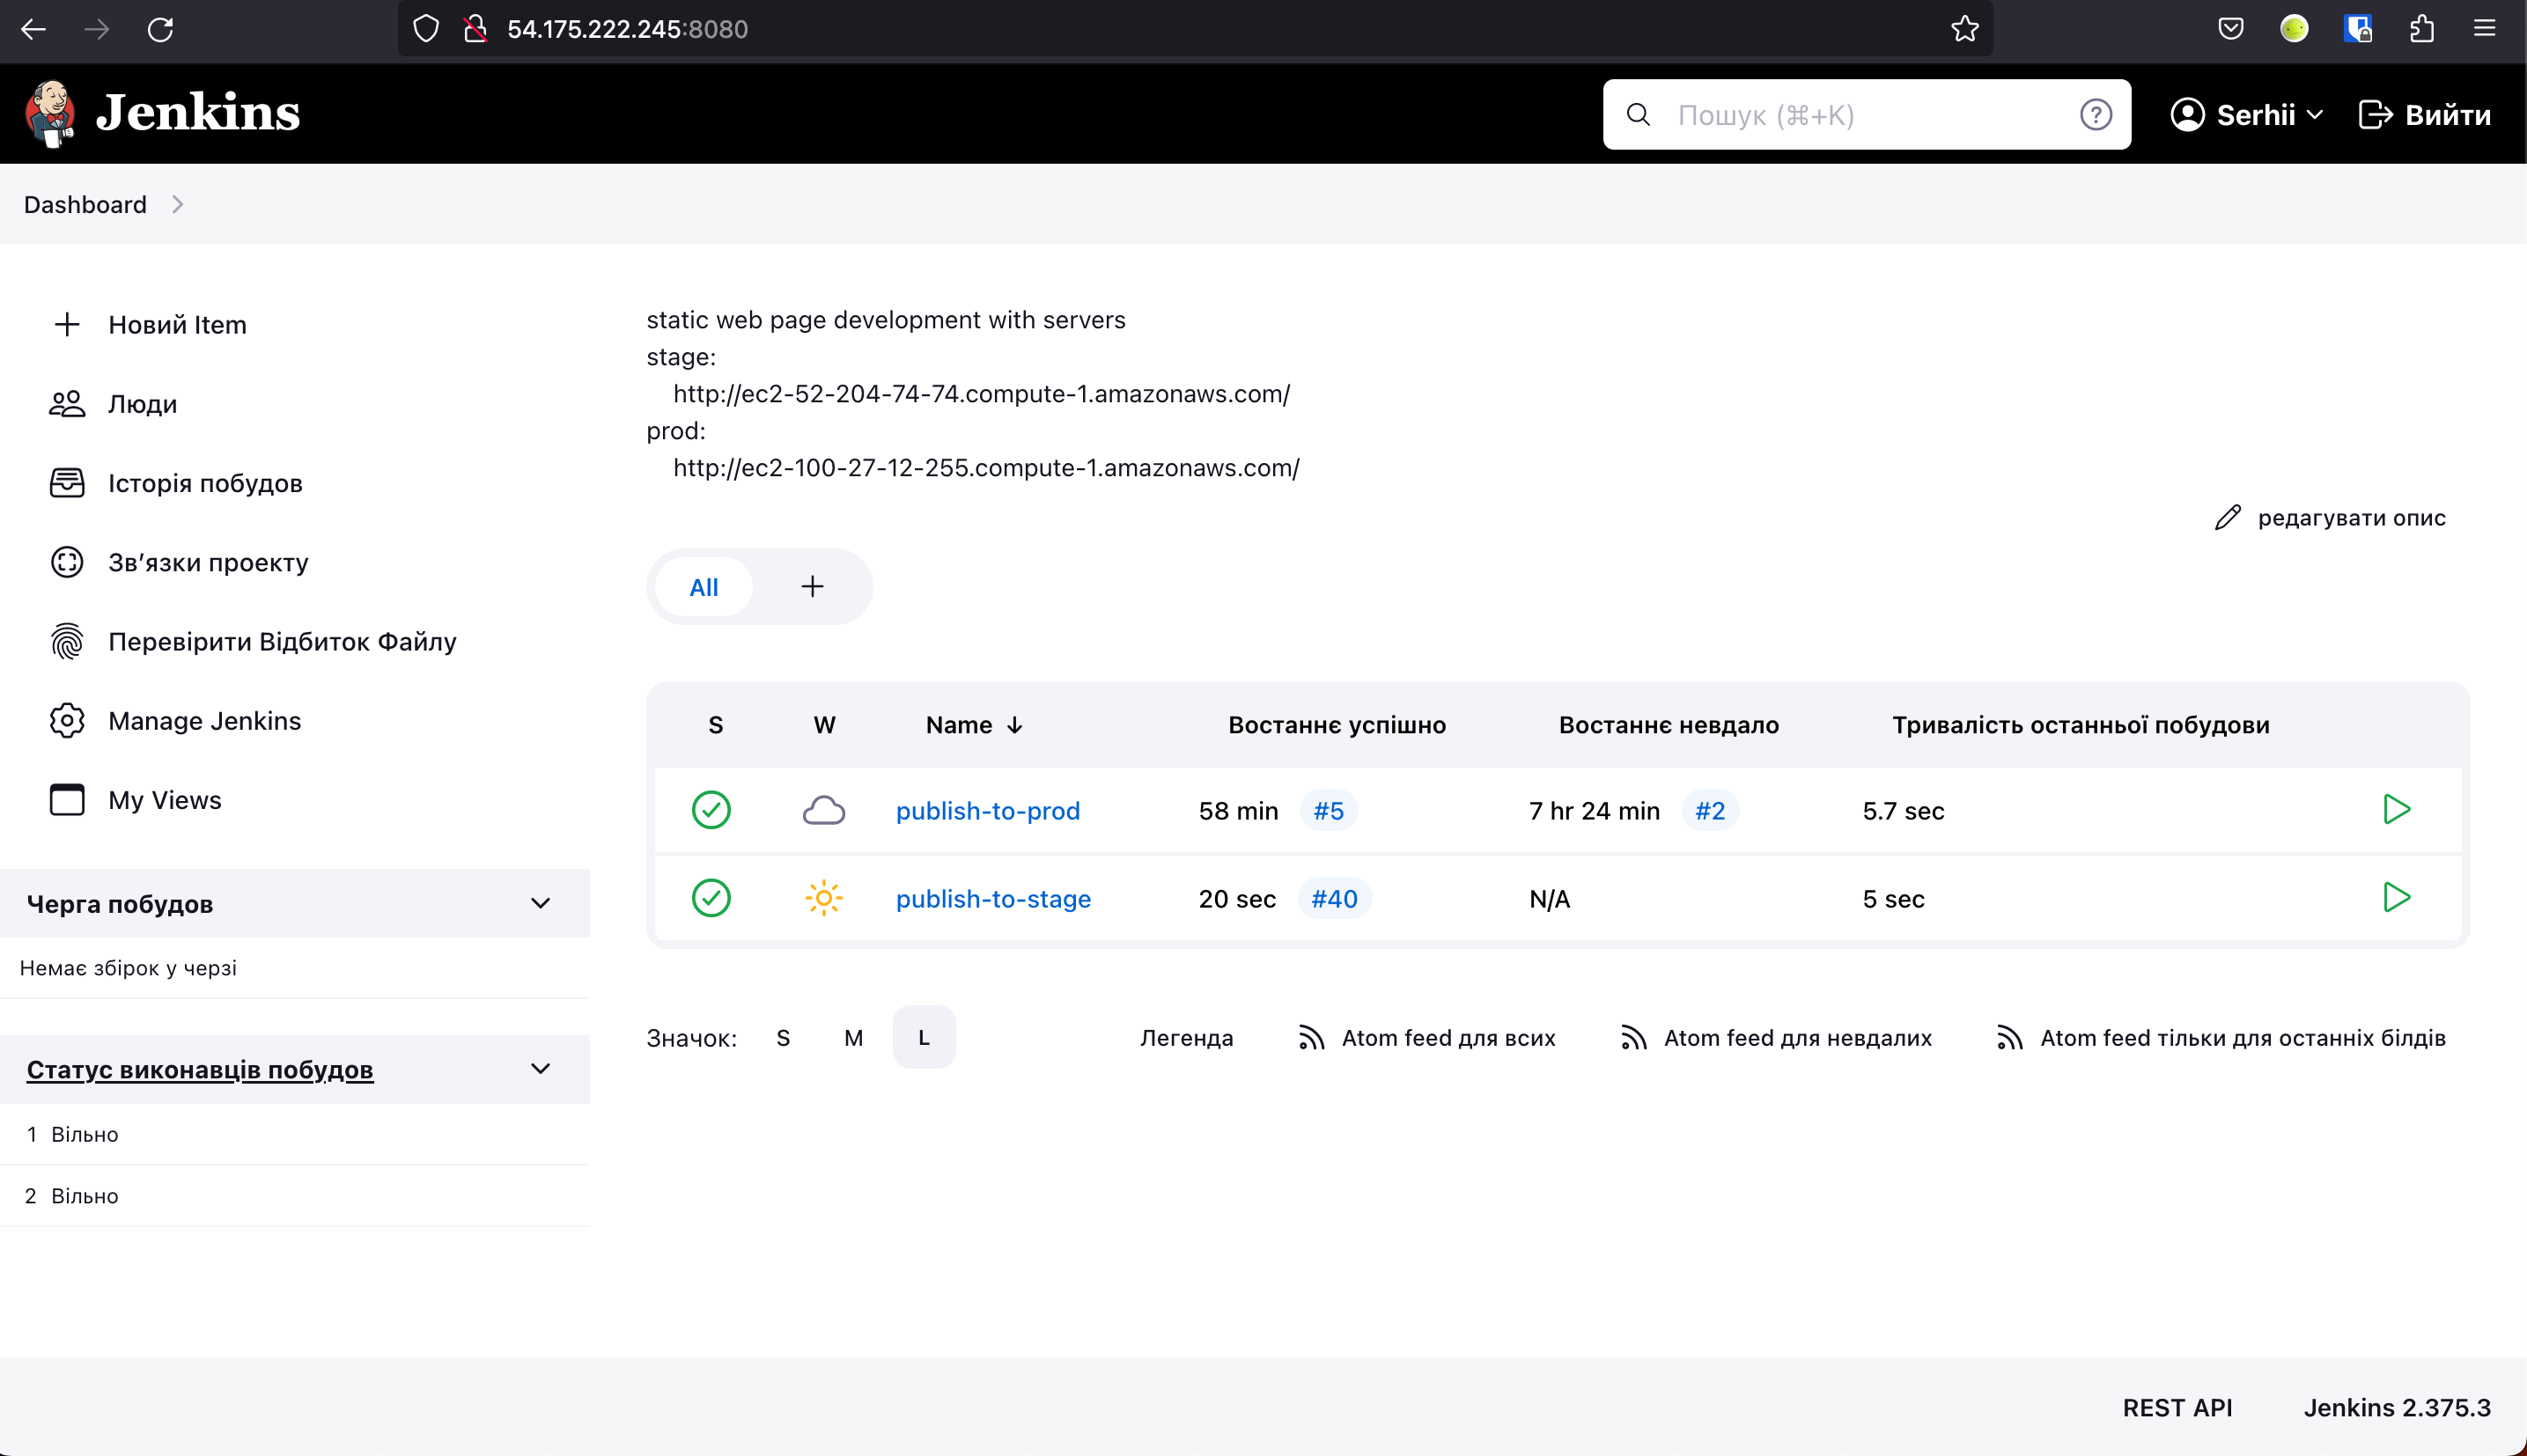 54.175.222.245:8080
Jenkins
Пошук (⌘+K)
Serhii
Вийти
Dashboard
Новий Item
Люди
Історія побудов
Зв’язки проекту
Перевірити Відбиток Файлу
Manage Jenkins
My Views
Черга побудов
Немає збірок у черзі
Статус виконавців побудов
1 Вільно
2 Вільно
static web page development with servers
stage:
http://ec2-52-204-74-74.compute-1.amazonaws.com/
prod:
http://ec2-100-27-12-255.compute-1.amazonaws.com/
редагувати опис
All +
S W Name ↓ Востаннє успішно Востаннє невдало Тривалість останньої побудови
publish-to-prod 58 min #5 7 hr 24 min #2 5.7 sec
publish-to-stage 20 sec #40 N/A 5 sec
Значок: S M L Легенда Atom feed для всих Atom feed для невдалих Atom feed тільки для останніх білдів
REST API Jenkins 2.375.3